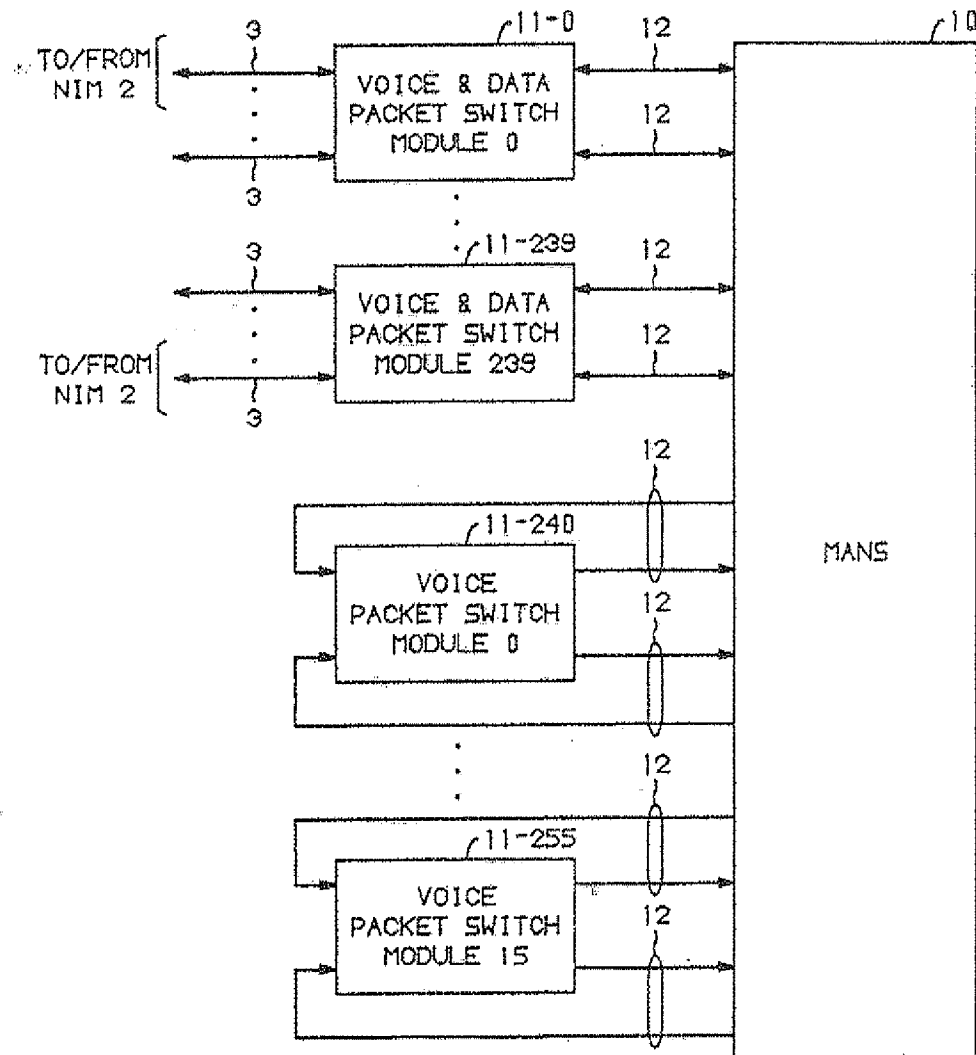 11-0
10
3
12
TO/FROM
NIM 2
VOICE & DATA
PACKET SWITCH
MODULE 0
12
3
11-239
3
12
VOICE & DATA
PACKET SWITCH
MODULE 239
12
TO/FROM
NIM 2
3
12
11-240
MANS
VOICE
PACKET SWITCH
MODULE 0
12
12
11-255
VOICE
PACKET SWITCH
MODULE 15
12